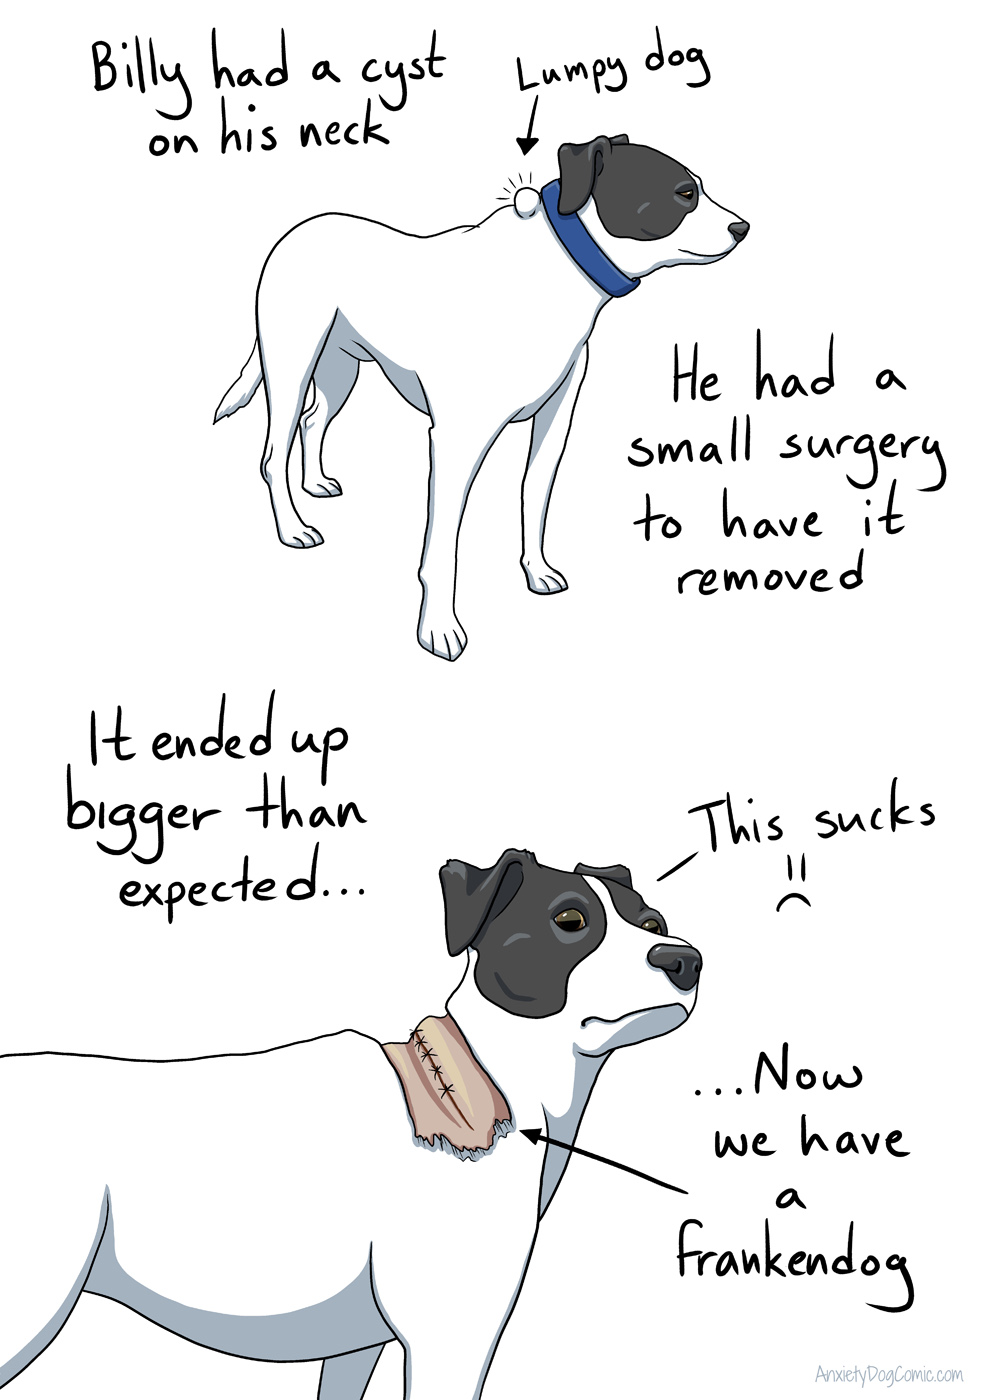 Billy had a cyst
on his neck
Lumpy dog
He had a
small surgery
to have it
removed
It ended up
bigger than
expected...
This sucks
...Now
we have
a
frankendog
AnxietyDogComic.com